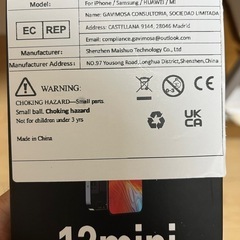 For iPhone / Samsung / HUAWEI / MI
Name: GAVIMOSA CONSULTORIA, SOCIEDAD LIMITADA
EC REP
Address: CASTELLANA 9144, 28046 Madrid
Email: compliance.gavimosa@outlook.com
Manufacturer:
Shenzhen Maishuo Technology Co., Ltd
Manufacturer Address:
NO.97 Yousong Road, Longhua District, Shenzhen, China
WARNING:
CHOKING HAZARD—Small parts.
Small ball. CHOKING HAZARD
Not for children under 3 yrs
0-3
UK
CA
Made in China
12mini